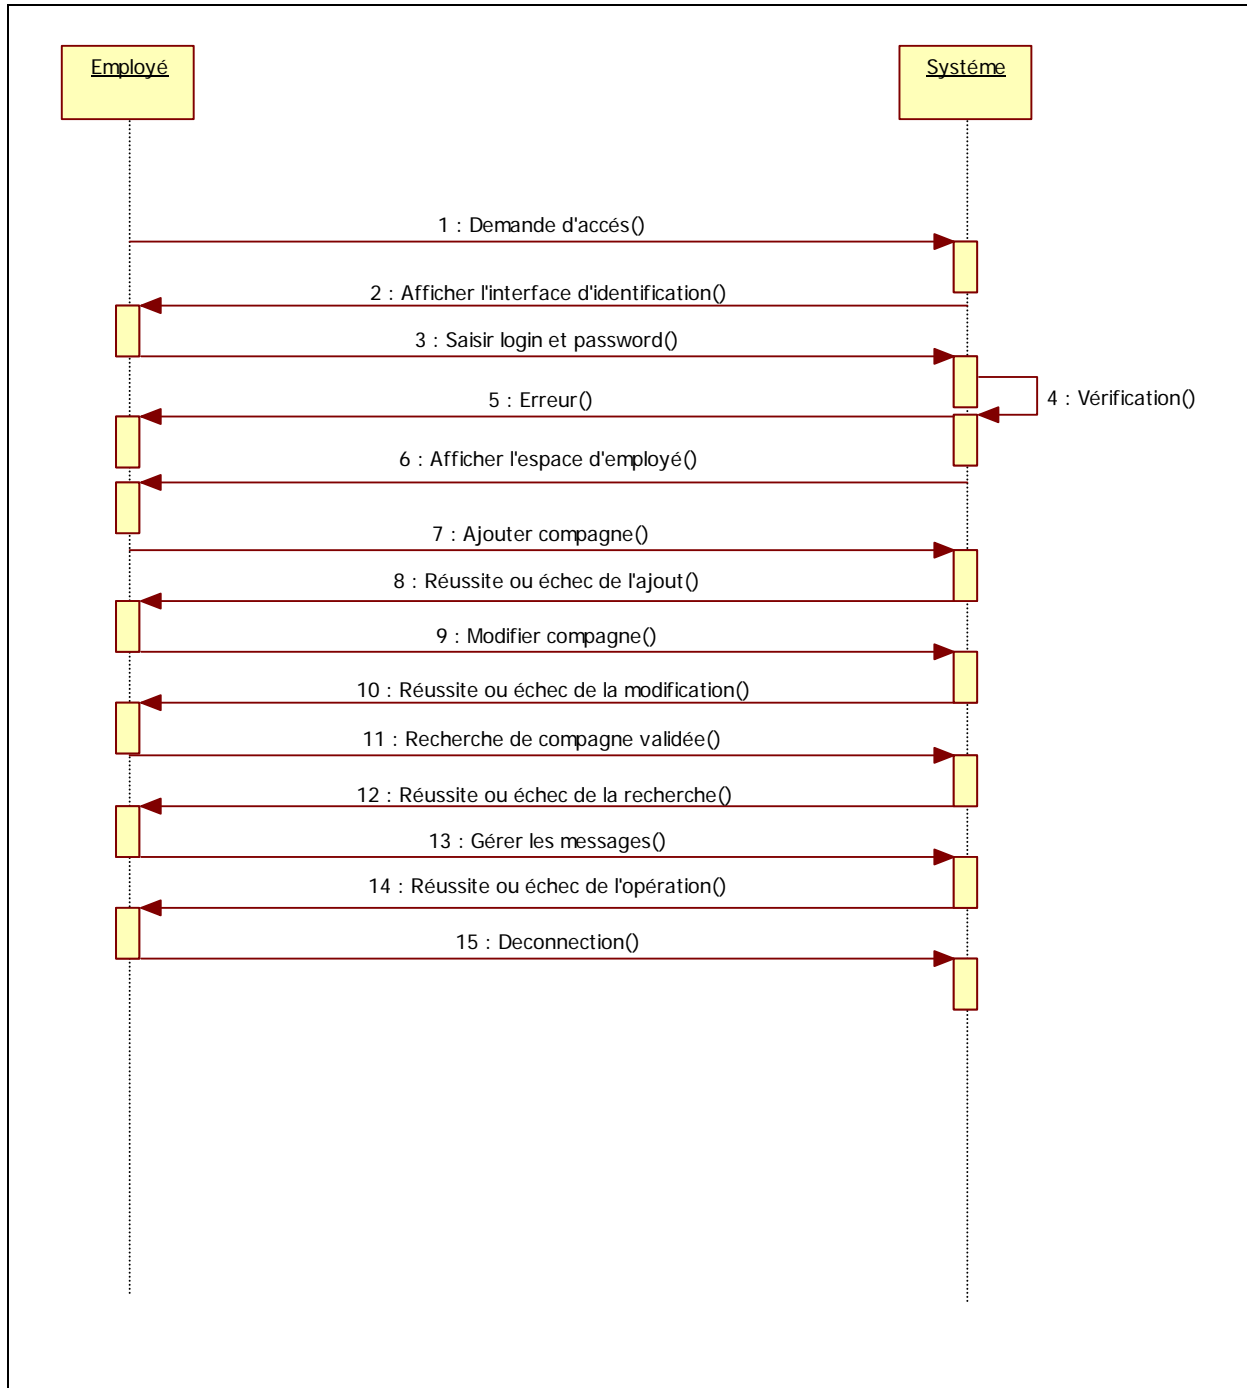 Employé
Systéme
1 : Demande d'accés()
2 : Afficher l'interface d'identification()
3 : Saisir login et password()
4 : Vérification()
5 : Erreur()
6 : Afficher l'espace d'employé()
7 : Ajouter compagne()
8 : Réussite ou échec de l'ajout()
9 : Modifier compagne()
10 : Réussite ou échec de la modification()
11 : Recherche de compagne validée()
12 : Réussite ou échec de la recherche()
13 : Gérer les messages()
14 : Réussite ou échec de l'opération()
15 : Deconnection()